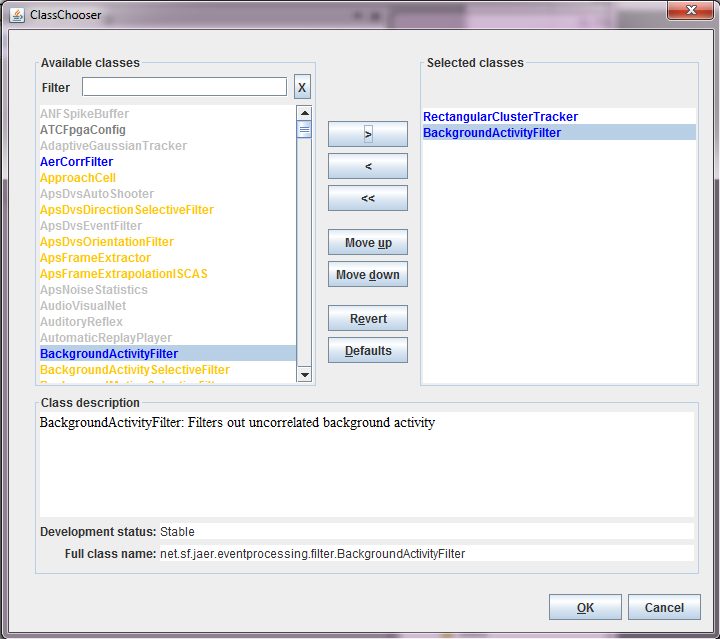 ClassChooser
Available classes
Filter
X
ANFSpikeBuffer
ATCFpgaConfig
AdaptiveGaussianTracker
AerCorrFilter
ApproachCell
ApsDvsAutoShooter
ApsDvsDirectionSelectiveFilter
ApsDvsEventFilter
ApsDvsOrientationFilter
ApsFrameExtractor
ApsFrameExtrapolationISCAS
ApsNoiseStatistics
AudioVisualNet
AuditoryReflex
AutomaticReplayPlayer
BackgroundActivityFilter
BackgroundActivitySelectiveFilter
>
<
<<
Move up
Move down
Revert
Defaults
Selected classes
RectangularClusterTracker
BackgroundActivityFilter
Class description
BackgroundActivityFilter: Filters out uncorrelated background activity
Development status: Stable
Full class name: net.sf.jaer.eventprocessing.filter.BackgroundActivityFilter
OK
Cancel